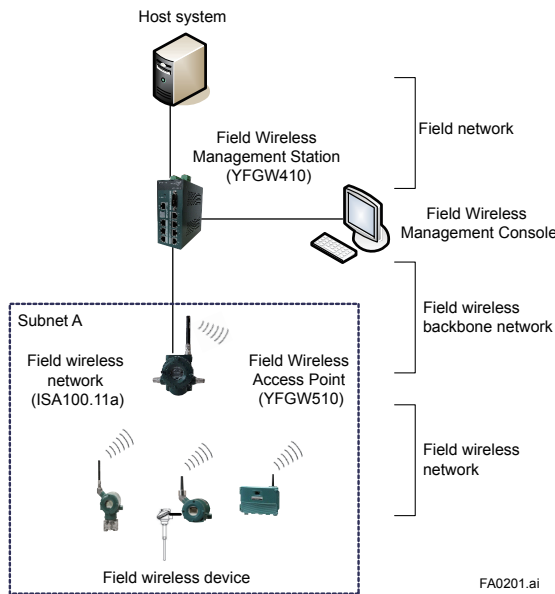 Host system
Field network
Field Wireless
Management Station
(YFGW410)
Field Wireless
Management Console
Field wireless
backbone network
Subnet A
Field wireless
network
(ISA100.11a)
Field Wireless
Access Point
(YFGW510)
Field wireless
network
Field wireless device
FA0201.ai